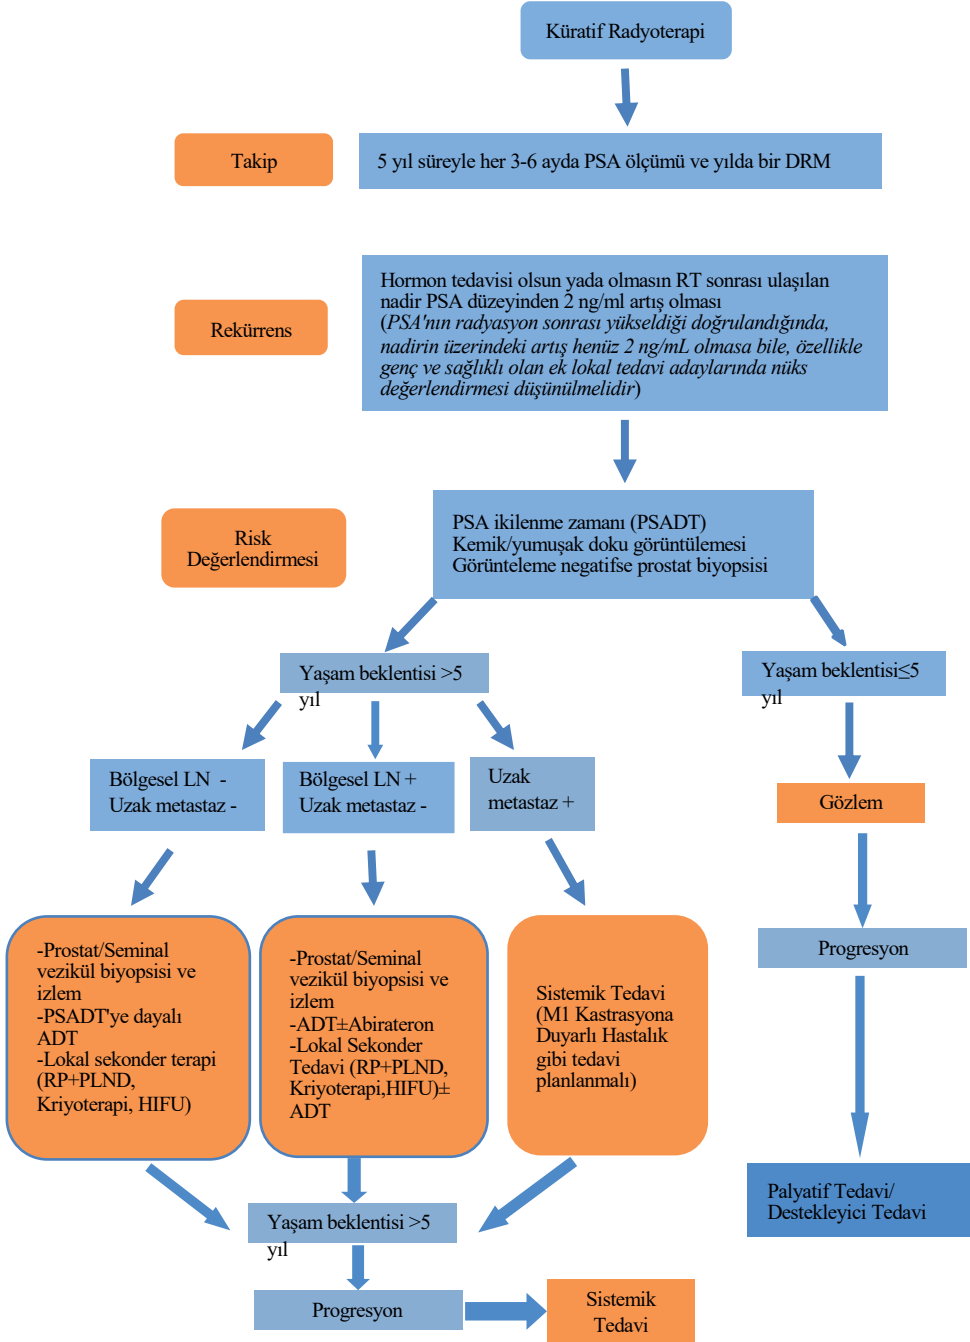 Küratif Radyoterapi
Takip
5 yıl süreyle her 3-6 ayda PSA ölçümü ve yılda bir DRM
Rekürrens
Hormon tedavisi olsun yada olmasın RT sonrası ulaşılan
nadir PSA düzeyinden 2 ng/ml artış olması
(PSA'nın radyasyon sonrası yükseldiği doğrulandığında,
nadirin üzerindeki artış henüz 2 ng/mL olmasa bile, özellikle
genç ve sağlıklı olan ek lokal tedavi adaylarında nüks
değerlendirmesi düşünülmelidir)
Risk
Değerlendirmesi
PSA ikilenme zamanı (PSADT)
Kemik/yumuşak doku görüntülemesi
Görünteleme negatifse prostat biyopsisi
Yaşam beklentisi >5
yıl
Yaşam beklentisi≤5
yıl
Bölgesel LN -
Uzak metastaz -
Bölgesel LN +
Uzak metastaz -
Uzak
metastaz +
Gözlem
-Prostat/Seminal
vezikül biyopsisi ve
izlem
-PSADT'ye dayalı
ADT
-Lokal sekonder terapi
(RP+PLND,
Kriyoterapi, HIFU)
-Prostat/Seminal
vezikül biyopsisi ve
izlem
-ADT±Abirateron
-Lokal Sekonder
Tedavi (RP+PLND,
Kriyoterapi,HIFU)±
ADT
Sistemik Tedavi
(M1 Kastrasyona
Duyarlı Hastalık
gibi tedavi
planlanmalı)
Progresyon
Palyatif Tedavi/
Destekleyici Tedavi
Yaşam beklentisi >5
yıl
Progresyon
Sistemik
Tedavi